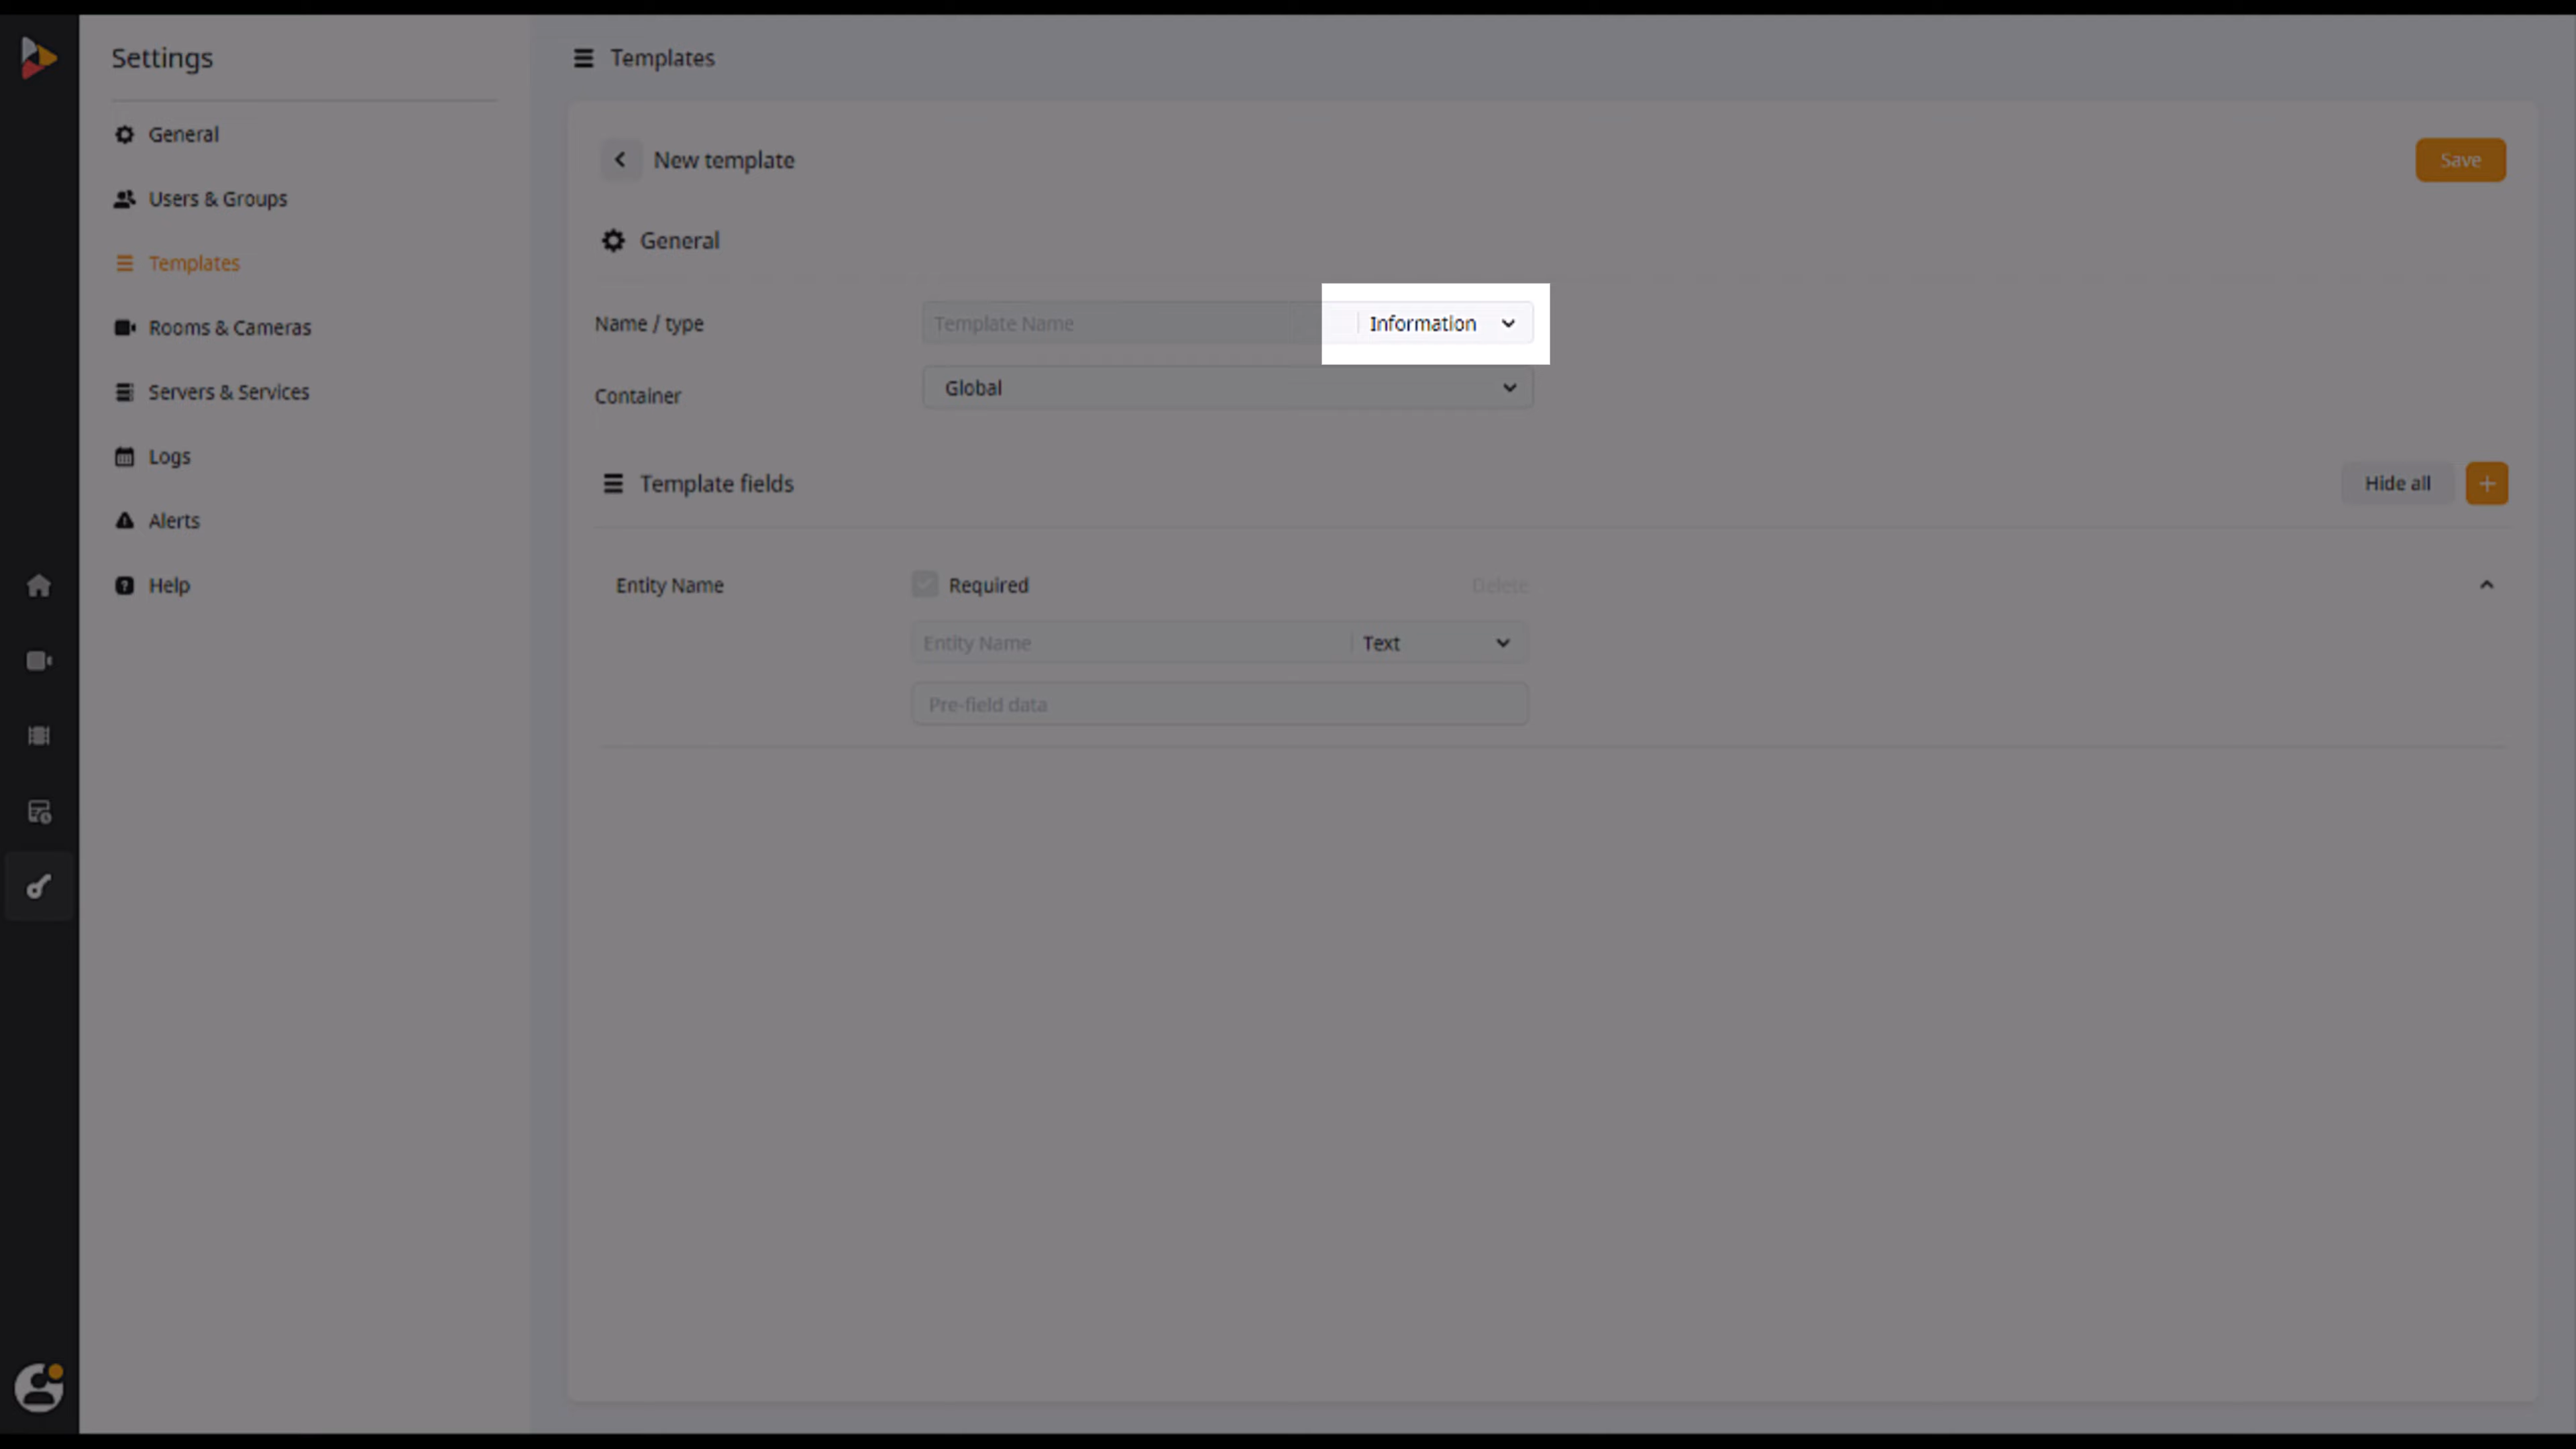 Settings
General
Users & Groups
Templates
Rooms & Cameras
Servers & Services
Logs
Alerts
Help
Templates
New template
Save
General
Name / type
Template Name
Information
Container
Global
Template fields
Hide all
Entity Name
Required
Delete
Entity Name
Text
Pre-field data